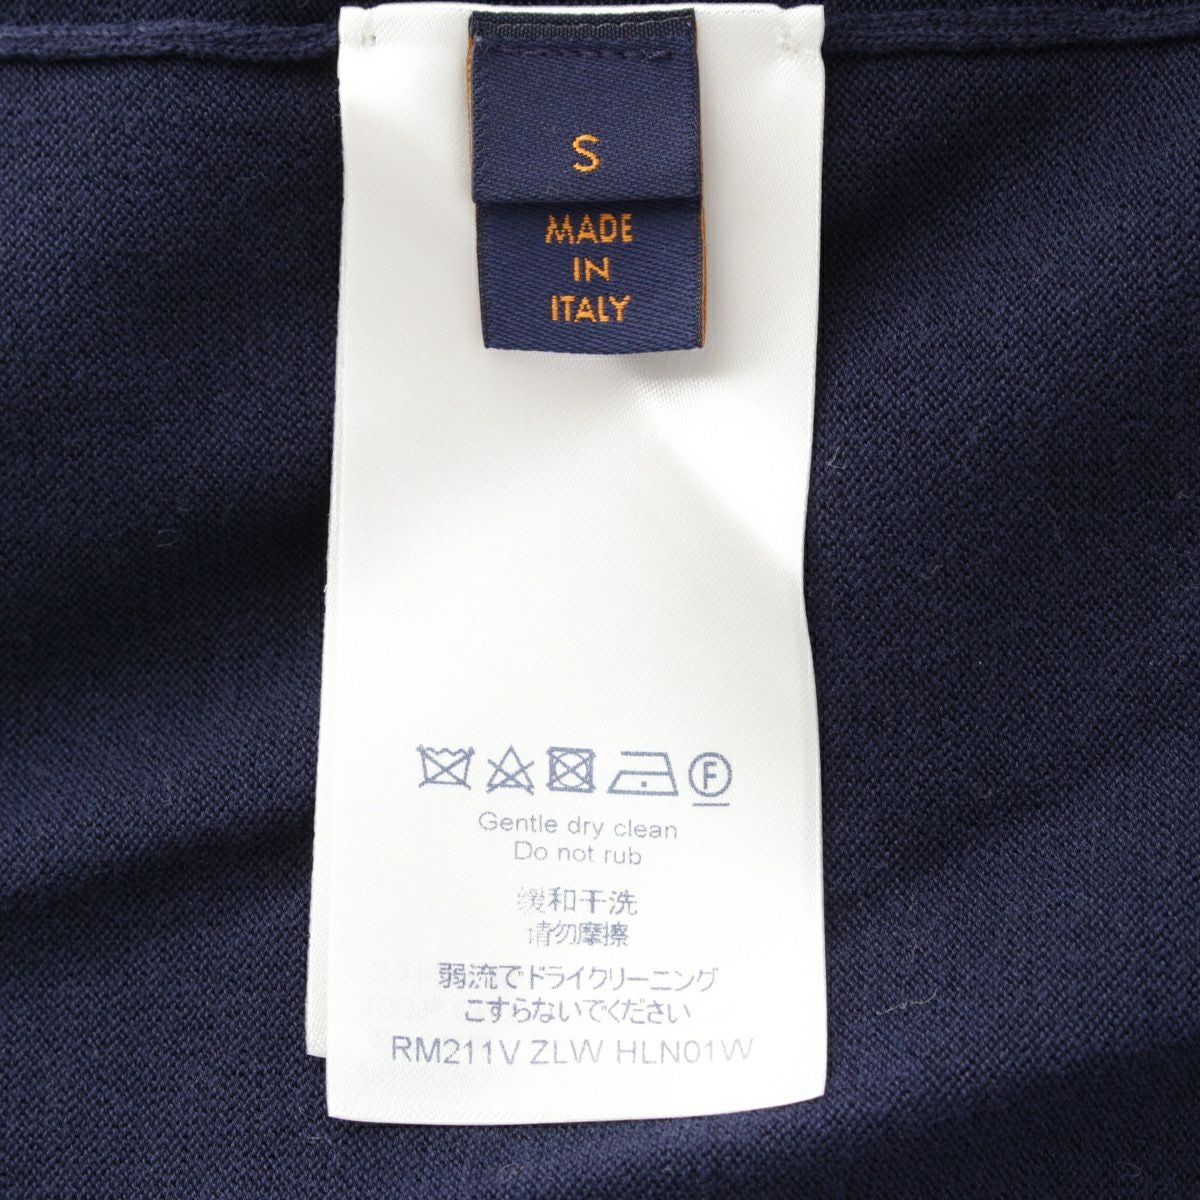 S
MADE
IN
ITALY
F
Gentle dry clean
Do not rub
缓和干洗
请勿摩擦
弱流でドライクリーニング
こすらないでください
RM211V ZLW HLN01W